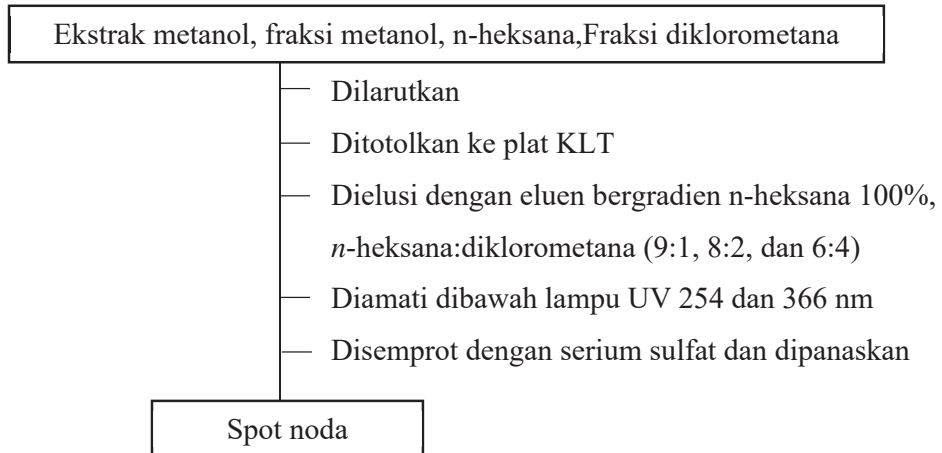 Ekstrak metanol, fraksi metanol, n-heksana,Fraksi diklorometana
Dilarutkan
Ditotolkan ke plat KLT
Dielusi dengan eluen bergradien n-heksana 100%,
n-heksana:diklorometana (9:1, 8:2, dan 6:4)
Diamati dibawah lampu UV 254 dan 366 nm
Disemprot dengan serium sulfat dan dipanaskan
Spot noda